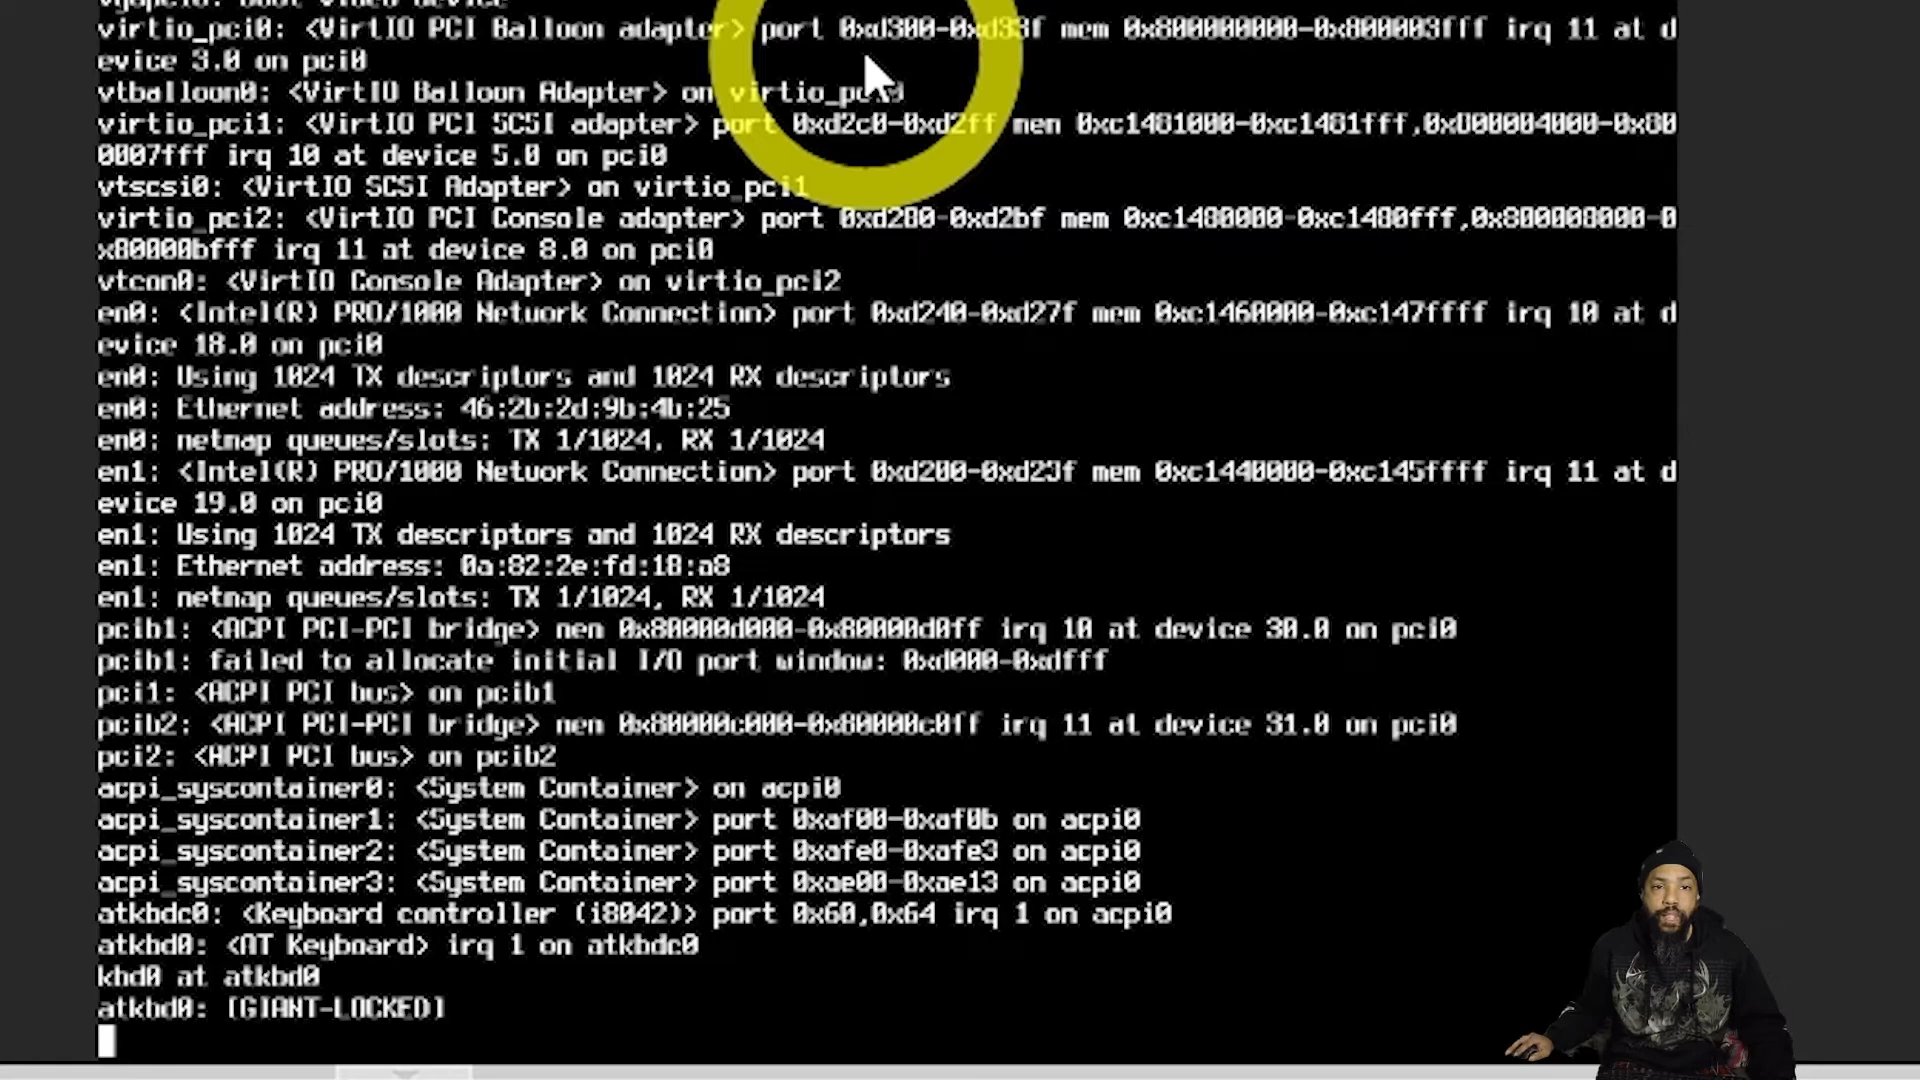 vgapci0: Boot video device
virtio_pci0: <VirtIO PCI Balloon adapter> port 0xd300-0xd33f mem 0x800000000-0x800003fff irq 11 at d
evice 3.0 on pci0
vtballoon0: <VirtIO Balloon Adapter> on virtio_pci0
virtio_pci1: <VirtIO PCI SCSI adapter> port 0xd2c0-0xd2ff mem 0xc1481000-0xc1481fff,0x800004000-0x80
0007fff irq 10 at device 5.0 on pci0
vtscsi0: <VirtIO SCSI Adapter> on virtio_pci1
virtio_pci2: <VirtIO PCI Console adapter> port 0xd280-0xd2bf mem 0xc1480000-0xc1480fff,0x800008000-0
x80000bfff irq 11 at device 8.0 on pci0
vtcon0: <VirtIO Console Adapter> on virtio_pci2
em0: <Intel(R) PRO/1000 Network Connection> port 0xd240-0xd27f mem 0xc1460000-0xc147ffff irq 10 at d
evice 18.0 on pci0
em0: Using 1024 TX descriptors and 1024 RX descriptors
em0: Ethernet address: 46:2b:2d:9b:4b:25
em0: netmap queues/slots: TX 1/1024, RX 1/1024
em1: <Intel(R) PRO/1000 Network Connection> port 0xd200-0xd23f mem 0xc1440000-0xc145ffff irq 11 at d
evice 19.0 on pci0
em1: Using 1024 TX descriptors and 1024 RX descriptors
em1: Ethernet address: 0a:82:2e:fd:18:a8
em1: netmap queues/slots: TX 1/1024, RX 1/1024
pcib1: <ACPI PCI-PCI bridge> mem 0x80000d000-0x80000d0ff irq 10 at device 30.0 on pci0
pcib1: failed to allocate initial I/O port window: 0xd000-0xdfff
pci1: <ACPI PCI bus> on pcib1
pcib2: <ACPI PCI-PCI bridge> mem 0x80000c000-0x80000c0ff irq 11 at device 31.0 on pci0
pci2: <ACPI PCI bus> on pcib2
acpi_syscontainer0: <System Container> on acpi0
acpi_syscontainer1: <System Container> port 0xaf00-0xaf0b on acpi0
acpi_syscontainer2: <System Container> port 0xafe0-0xafe3 on acpi0
acpi_syscontainer3: <System Container> port 0xae00-0xae13 on acpi0
atkbdc0: <Keyboard controller (i8042)> port 0x60,0x64 irq 1 on acpi0
atkbd0: <AT Keyboard> irq 1 on atkbdc0
kbd0 at atkbd0
atkbd0: [GIANT-LOCKED]